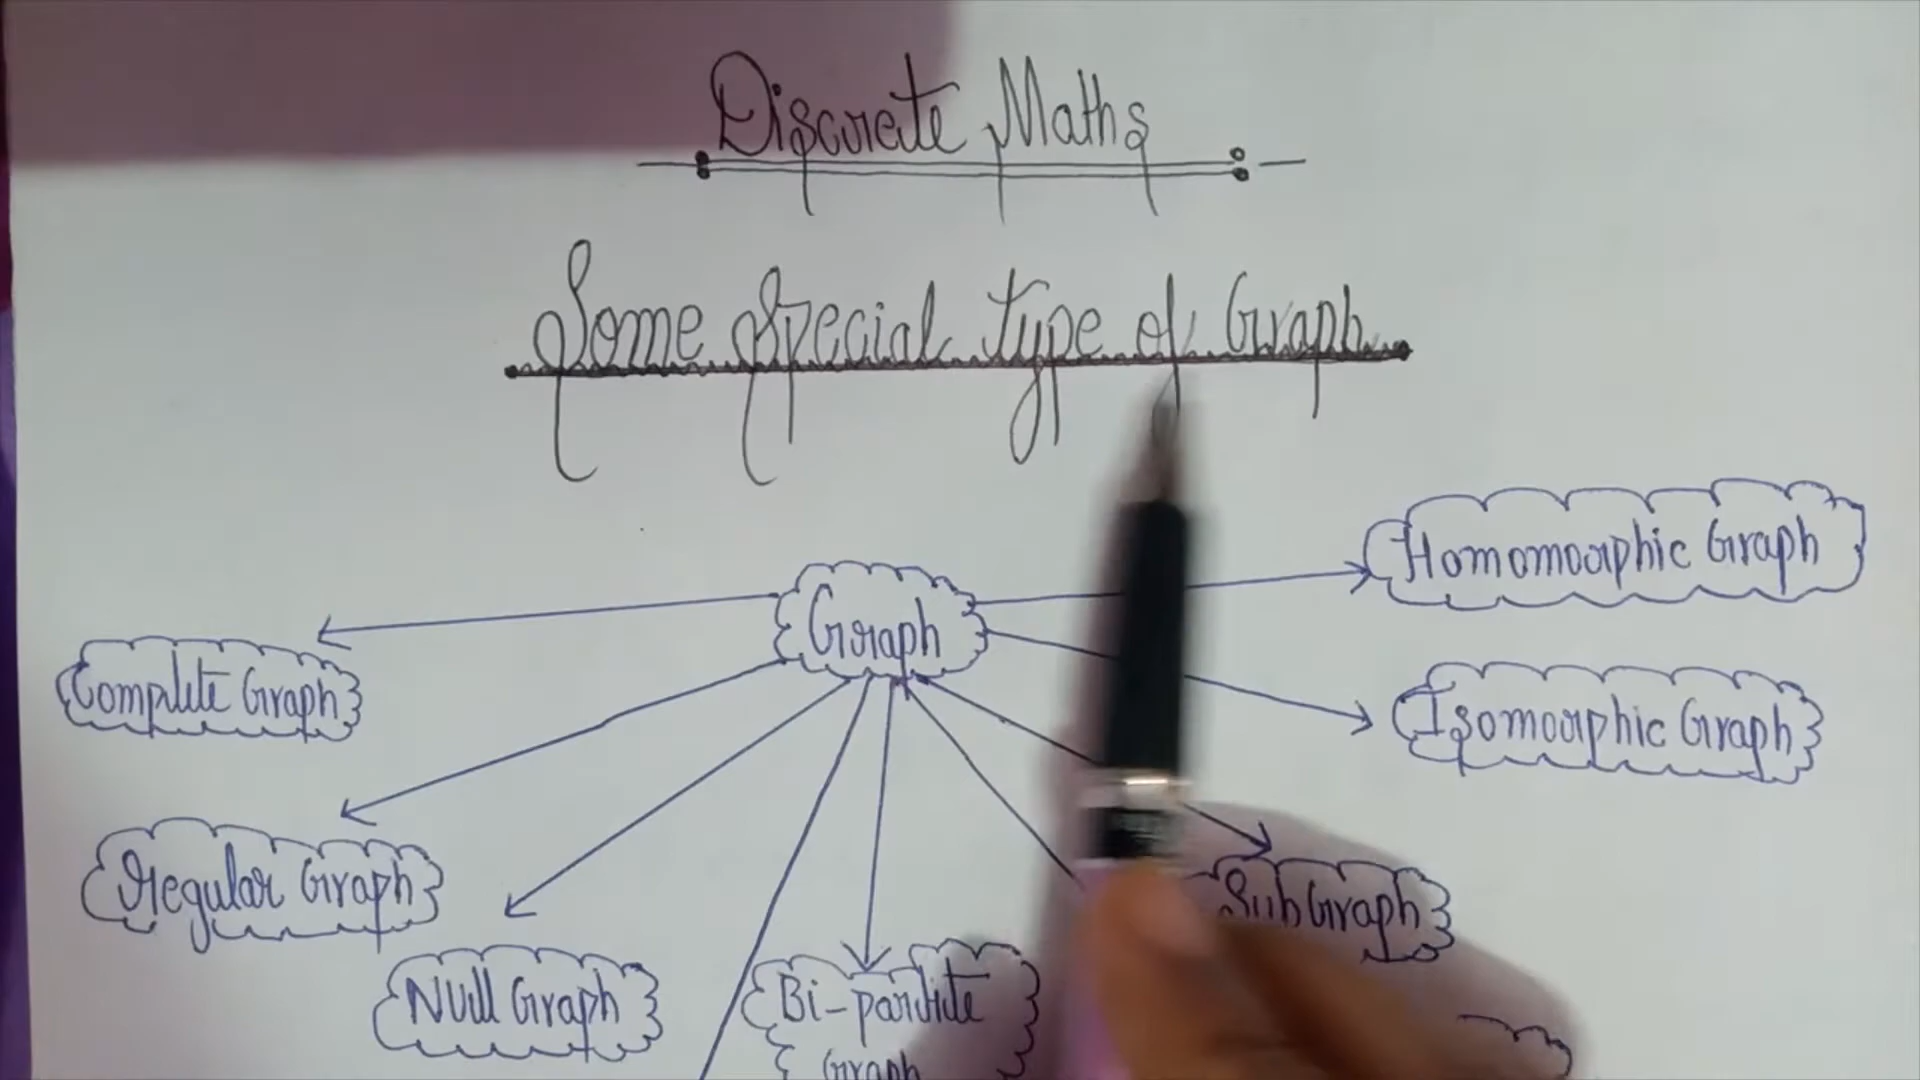 Discrete Maths
Some Special type of Graph
Homomorphic Graph
Graph
Complete Graph
Isomorphic Graph
Regular Graph
SubGraph
Null Graph
Bi-partite
Graph